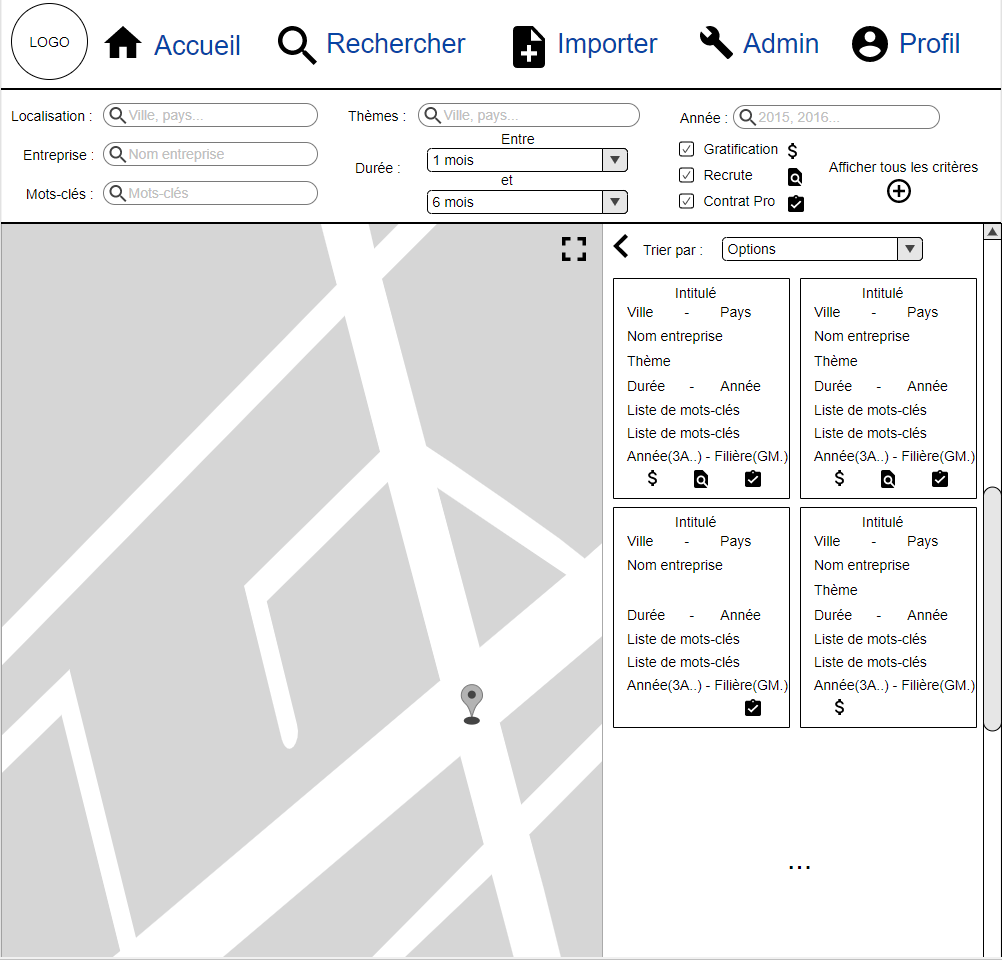 LOGO Accueil Rechercher Importer Admin Profil
Localisation : Ville, pays... Thèmes : Ville, pays... Année : 2015, 2016...
Entre
Entreprise : Nom entreprise Durée : 1 mois Gratification
Afficher tous les critères
et Recrute
Mots-clés : Mots-clés 6 mois Contrat Pro
Trier par : Options
Intitulé
Ville - Pays
Nom entreprise
Thème
Durée - Année
Liste de mots-clés
Liste de mots-clés
Année(3A..) - Filière(GM.)
Intitulé
Ville - Pays
Nom entreprise
Thème
Durée - Année
Liste de mots-clés
Liste de mots-clés
Année(3A..) - Filière(GM.)
Intitulé
Ville - Pays
Nom entreprise
Durée - Année
Liste de mots-clés
Liste de mots-clés
Année(3A..) - Filière(GM.)
Intitulé
Ville - Pays
Nom entreprise
Thème
Durée - Année
Liste de mots-clés
Liste de mots-clés
Année(3A..) - Filière(GM.)
...